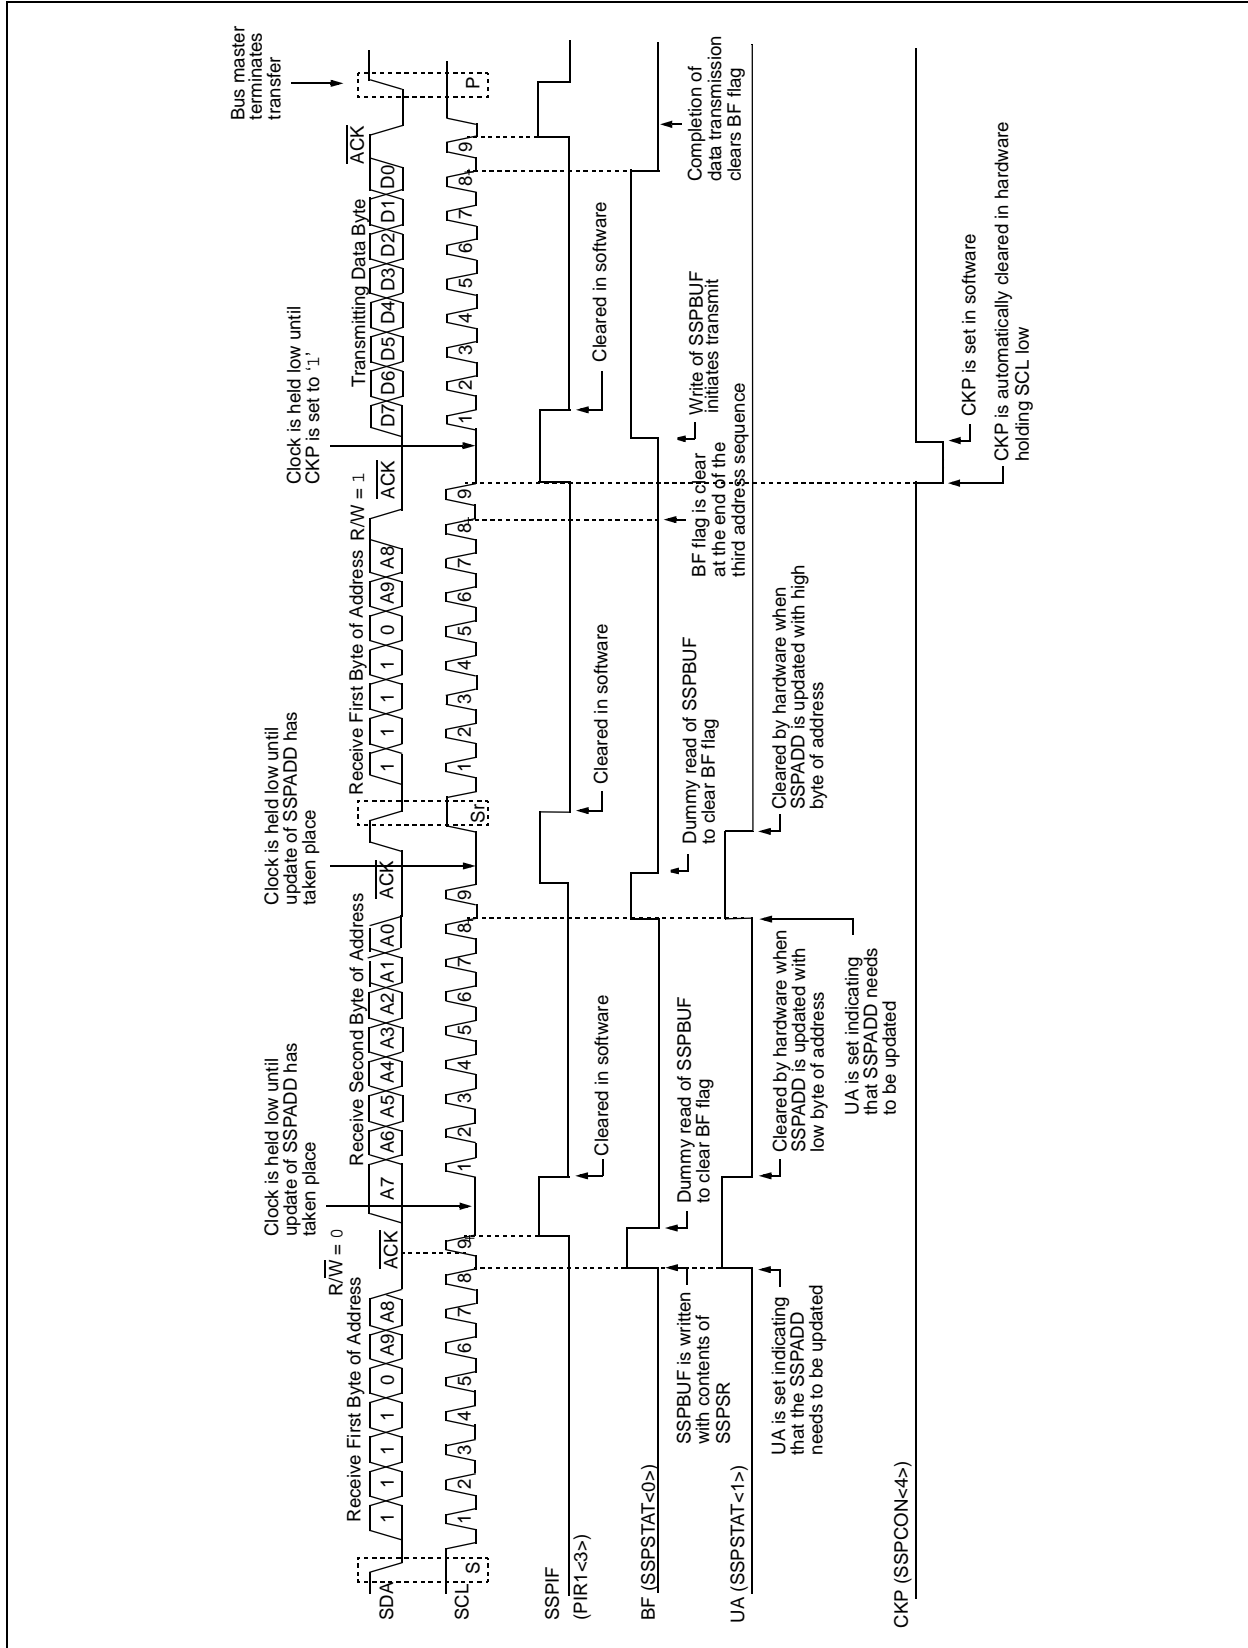 Bus master
terminates
transfer
Clock is held low until
CKP is set to ‘1’
Clock is held low until
update of SSPADD has
taken place
Clock is held low until
update of SSPADD has
taken place
Receive First Byte of Address
R/W = 0
Receive Second Byte of Address
Receive First Byte of Address R/W = 1
Transmitting Data Byte
SDA
1 1 1 1 0 A9 A8 ACK
A7 A6 A5 A4 A3 A2 A1 A0 ACK
1 1 1 1 0 A9 A8 ACK
D7 D6 D5 D4 D3 D2 D1 D0 ACK
SCL
S 1 2 3 4 5 6 7 8 9
1 2 3 4 5 6 7 8 9
Sr 1 2 3 4 5 6 7 8 9
1 2 3 4 5 6 7 8 9 P
SSPIF
(PIR1<3>)
Cleared in software
Cleared in software
Cleared in software
BF (SSPSTAT<0>)
SSPBUF is written
with contents of
SSPSR
Dummy read of SSPBUF
to clear BF flag
Dummy read of SSPBUF
to clear BF flag
BF flag is clear
at the end of the
third address sequence
Write of SSPBUF
initiates transmit
Completion of
data transmission
clears BF flag
UA (SSPSTAT<1>)
UA is set indicating
that the SSPADD
needs to be updated
Cleared by hardware when
SSPADD is updated with
low byte of address
UA is set indicating
that SSPADD needs
to be updated
Cleared by hardware when
SSPADD is updated with high
byte of address
CKP (SSPCON<4>)
CKP is set in software
CKP is automatically cleared in hardware
holding SCL low